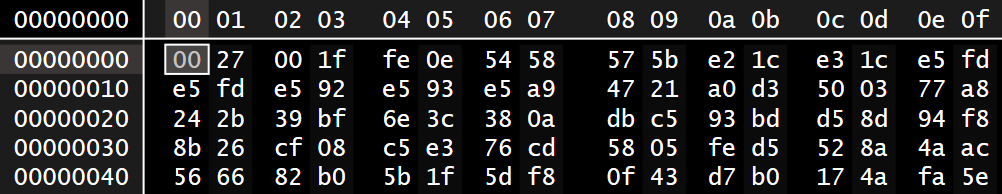 00000000 00 01 02 03 04 05 06 07 08 09 0a 0b 0c 0d 0e 0f
00000000 00 27 00 1f fe 0e 54 58 57 5b e2 1c e3 1c e5 fd
00000010 e5 fd e5 92 e5 93 e5 a9 47 21 a0 d3 50 03 77 a8
00000020 24 2b 39 bf 6e 3c 38 0a db c5 93 bd d5 8d 94 f8
00000030 8b 26 cf 08 c5 e3 76 cd 58 05 fe d5 52 8a 4a ac
00000040 56 66 82 b0 5b 1f 5d f8 0f 43 d7 b0 17 4a fa 5e